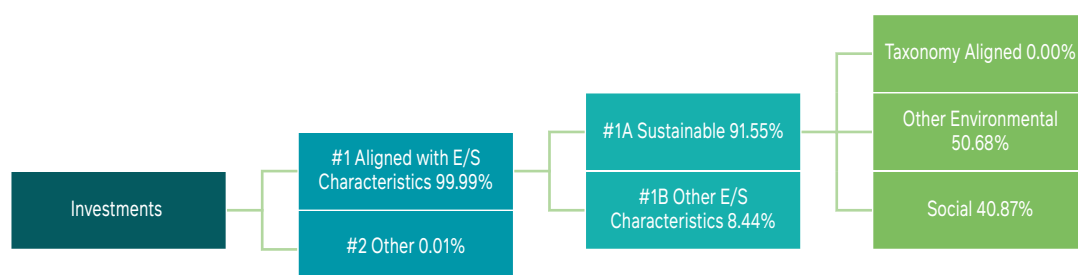 Investments
#1 Aligned with E/S
Characteristics 99.99%
#2 Other 0.01%
#1A Sustainable 91.55%
#1B Other E/S
Characteristics 8.44%
Taxonomy Aligned 0.00%
Other Environmental
50.68%
Social 40.87%